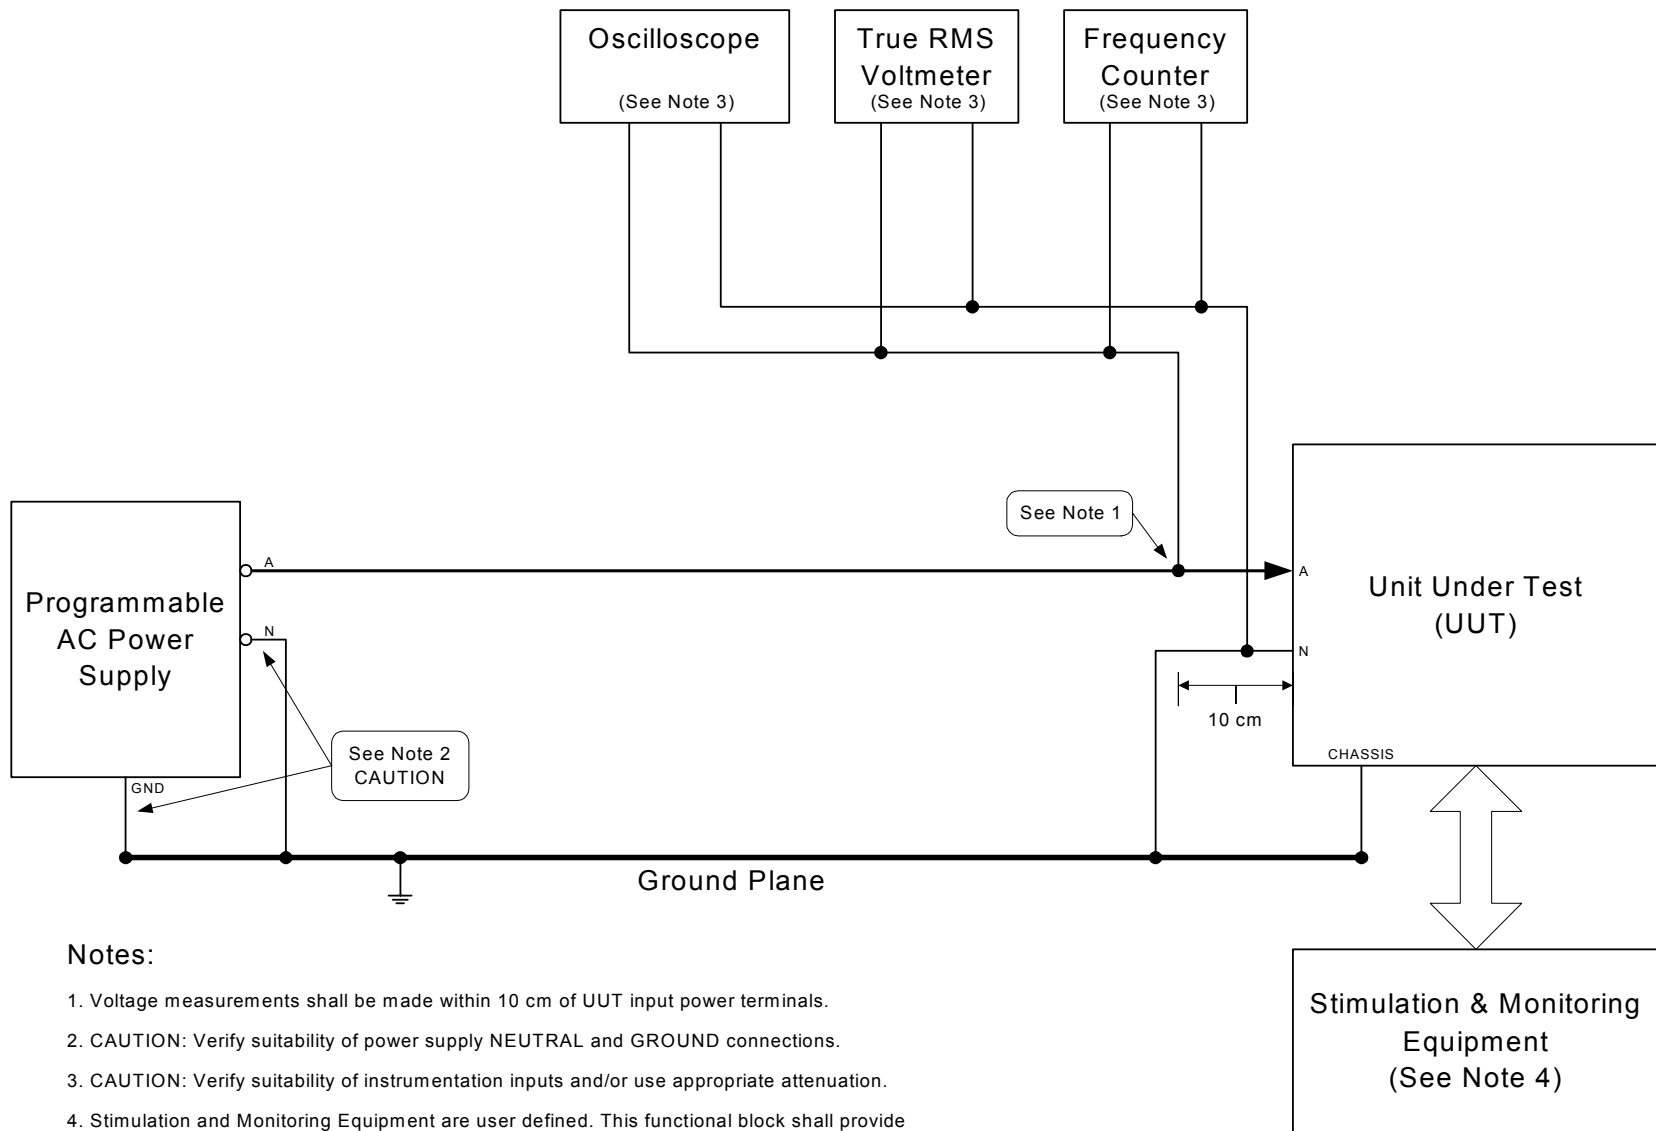 Oscilloscope
(See Note 3)
True RMS
Voltmeter
(See Note 3)
Frequency
Counter
(See Note 3)
See Note 1
Programmable
AC Power
Supply
A
N
GND
See Note 2
CAUTION
A
N
Unit Under Test
(UUT)
10 cm
CHASSIS
Ground Plane
Notes:
1. Voltage measurements shall be made within 10 cm of UUT input power terminals.
2. CAUTION: Verify suitability of power supply NEUTRAL and GROUND connections.
3. CAUTION: Verify suitability of instrumentation inputs and/or use appropriate attenuation.
4. Stimulation and Monitoring Equipment are user defined. This functional block shall provide
Stimulation & Monitoring
Equipment
(See Note 4)